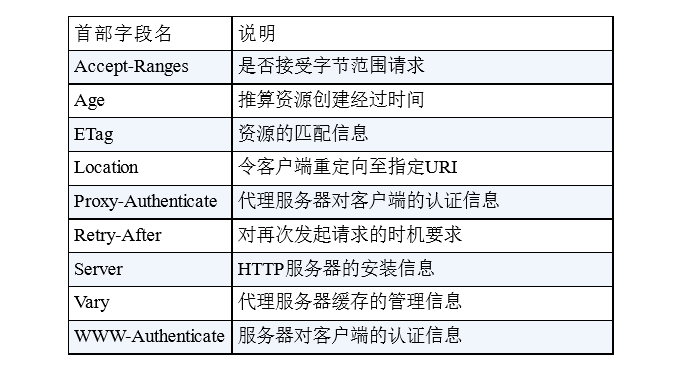 首部字段名 说明
Accept-Ranges 是否接受字节范围请求
Age 推算资源创建经过时间
ETag 资源的匹配信息
Location 令客户端重定向至指定URI
Proxy-Authenticate 代理服务器对客户端的认证信息
Retry-After 对再次发起请求的时机要求
Server HTTP服务器的安装信息
Vary 代理服务器缓存的管理信息
WWW-Authenticate 服务器对客户端的认证信息